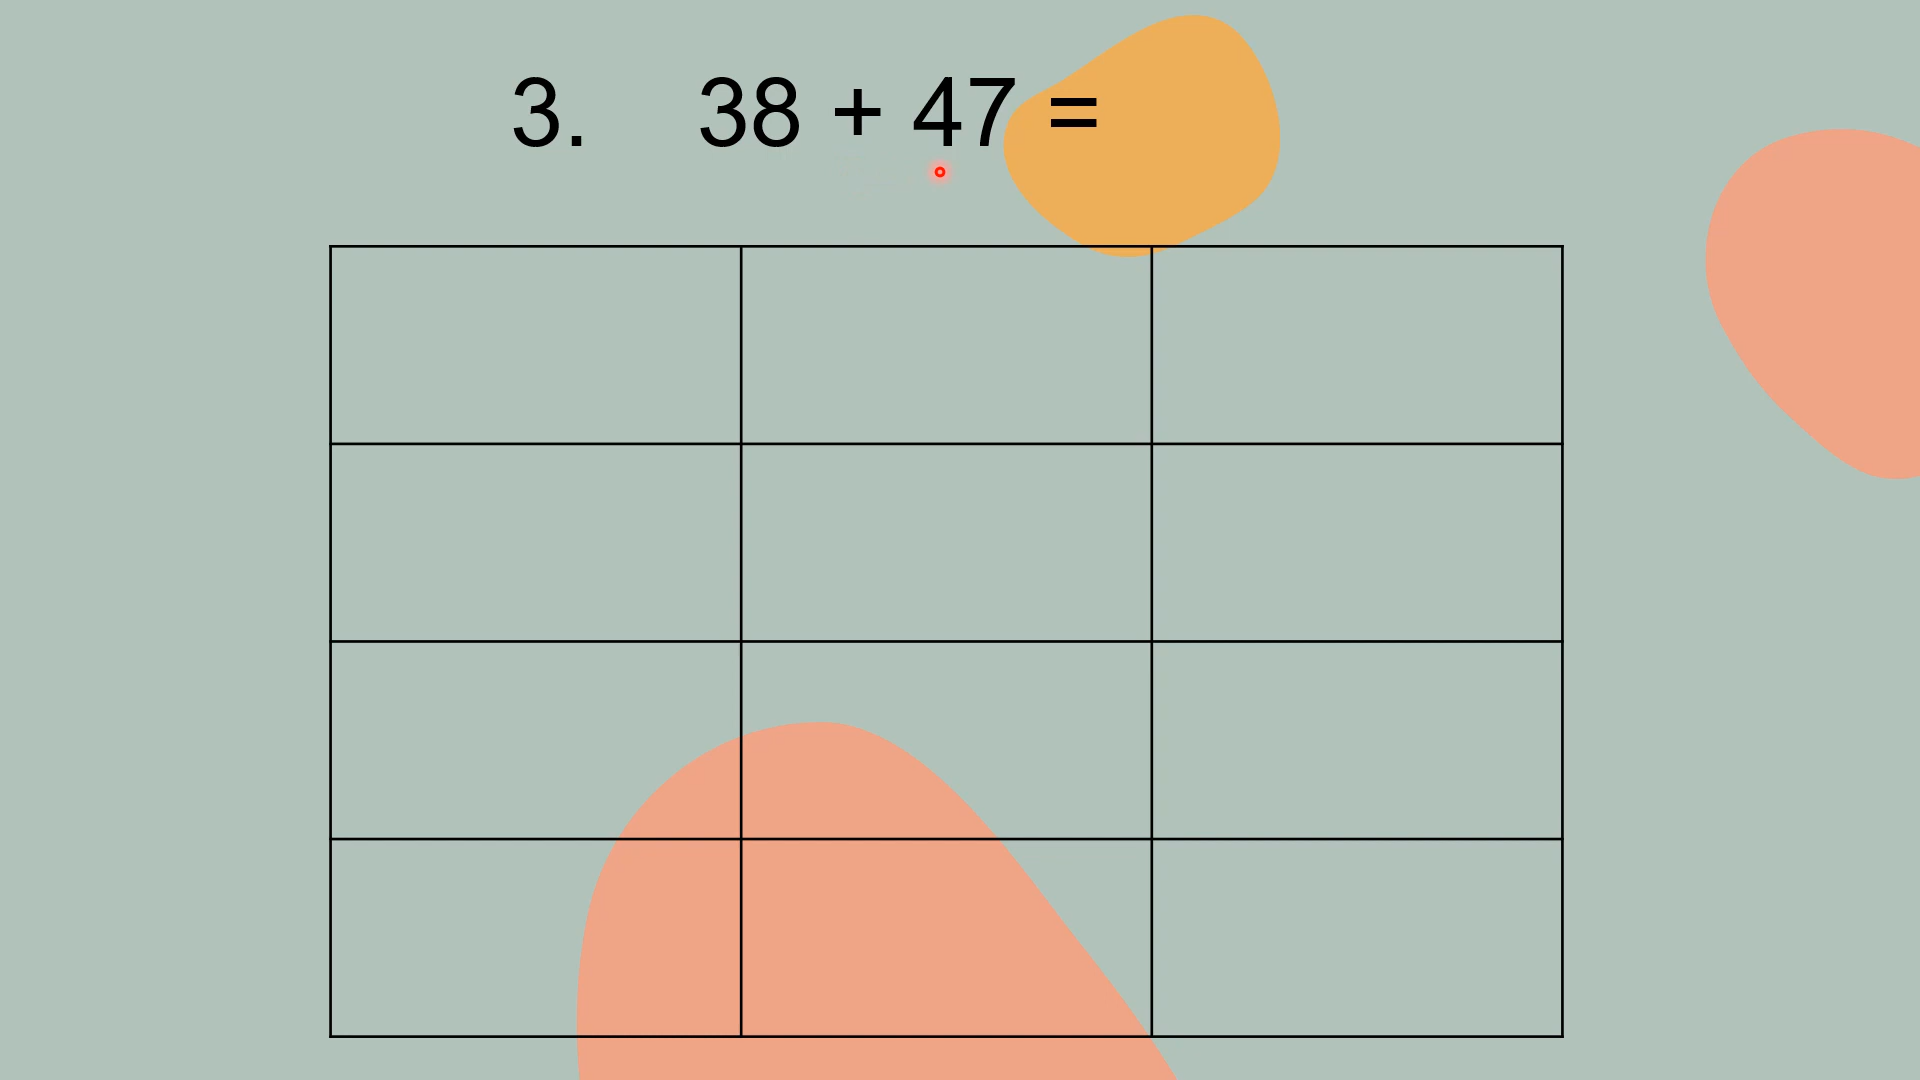 3. 38 + 47 =